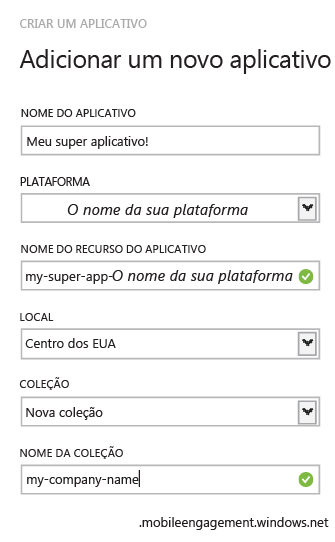 CRIAR UM APLICATIVO
Adicionar um novo aplicativo
NOME DO APLICATIVO
Meu super aplicativo!
PLATAFORMA
O nome da sua plataforma
NOME DO RECURSO DO APLICATIVO
my-super-app-O nome da sua plataforma
LOCAL
Centro dos EUA
COLEÇÃO
Nova coleção
NOME DA COLEÇÃO
my-company-name
.mobileengagement.windows.net